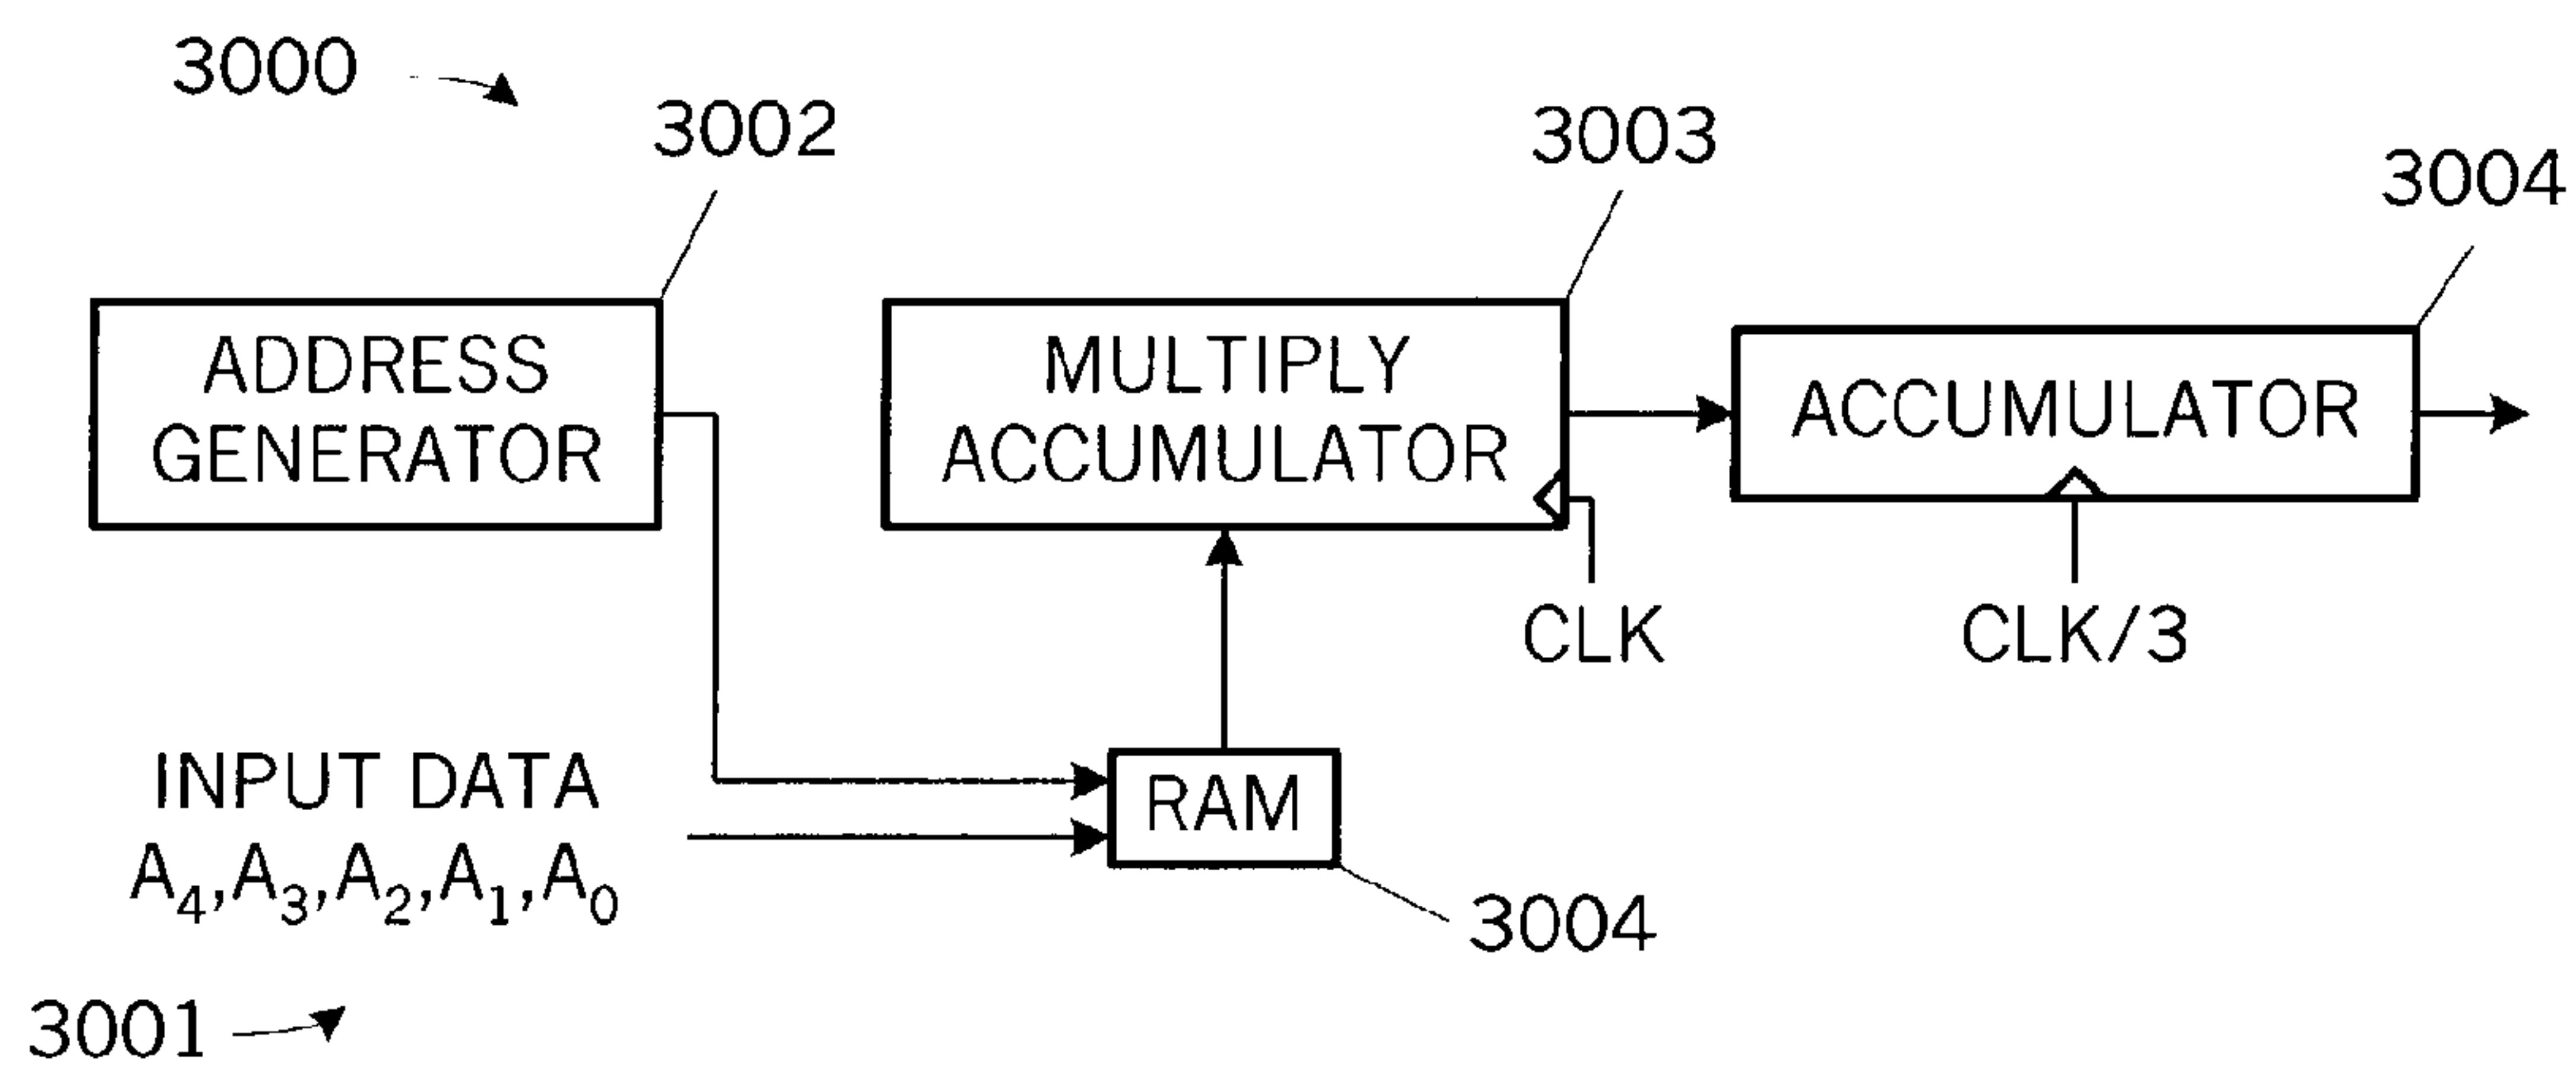 3000
3002
3003
3004
ADDRESS
GENERATOR
MULTIPLY
ACCUMULATOR
ACCUMULATOR
CLK
CLK/3
INPUT DATA
A₄,A₃,A₂,A₁,A₀
RAM
3004
3001